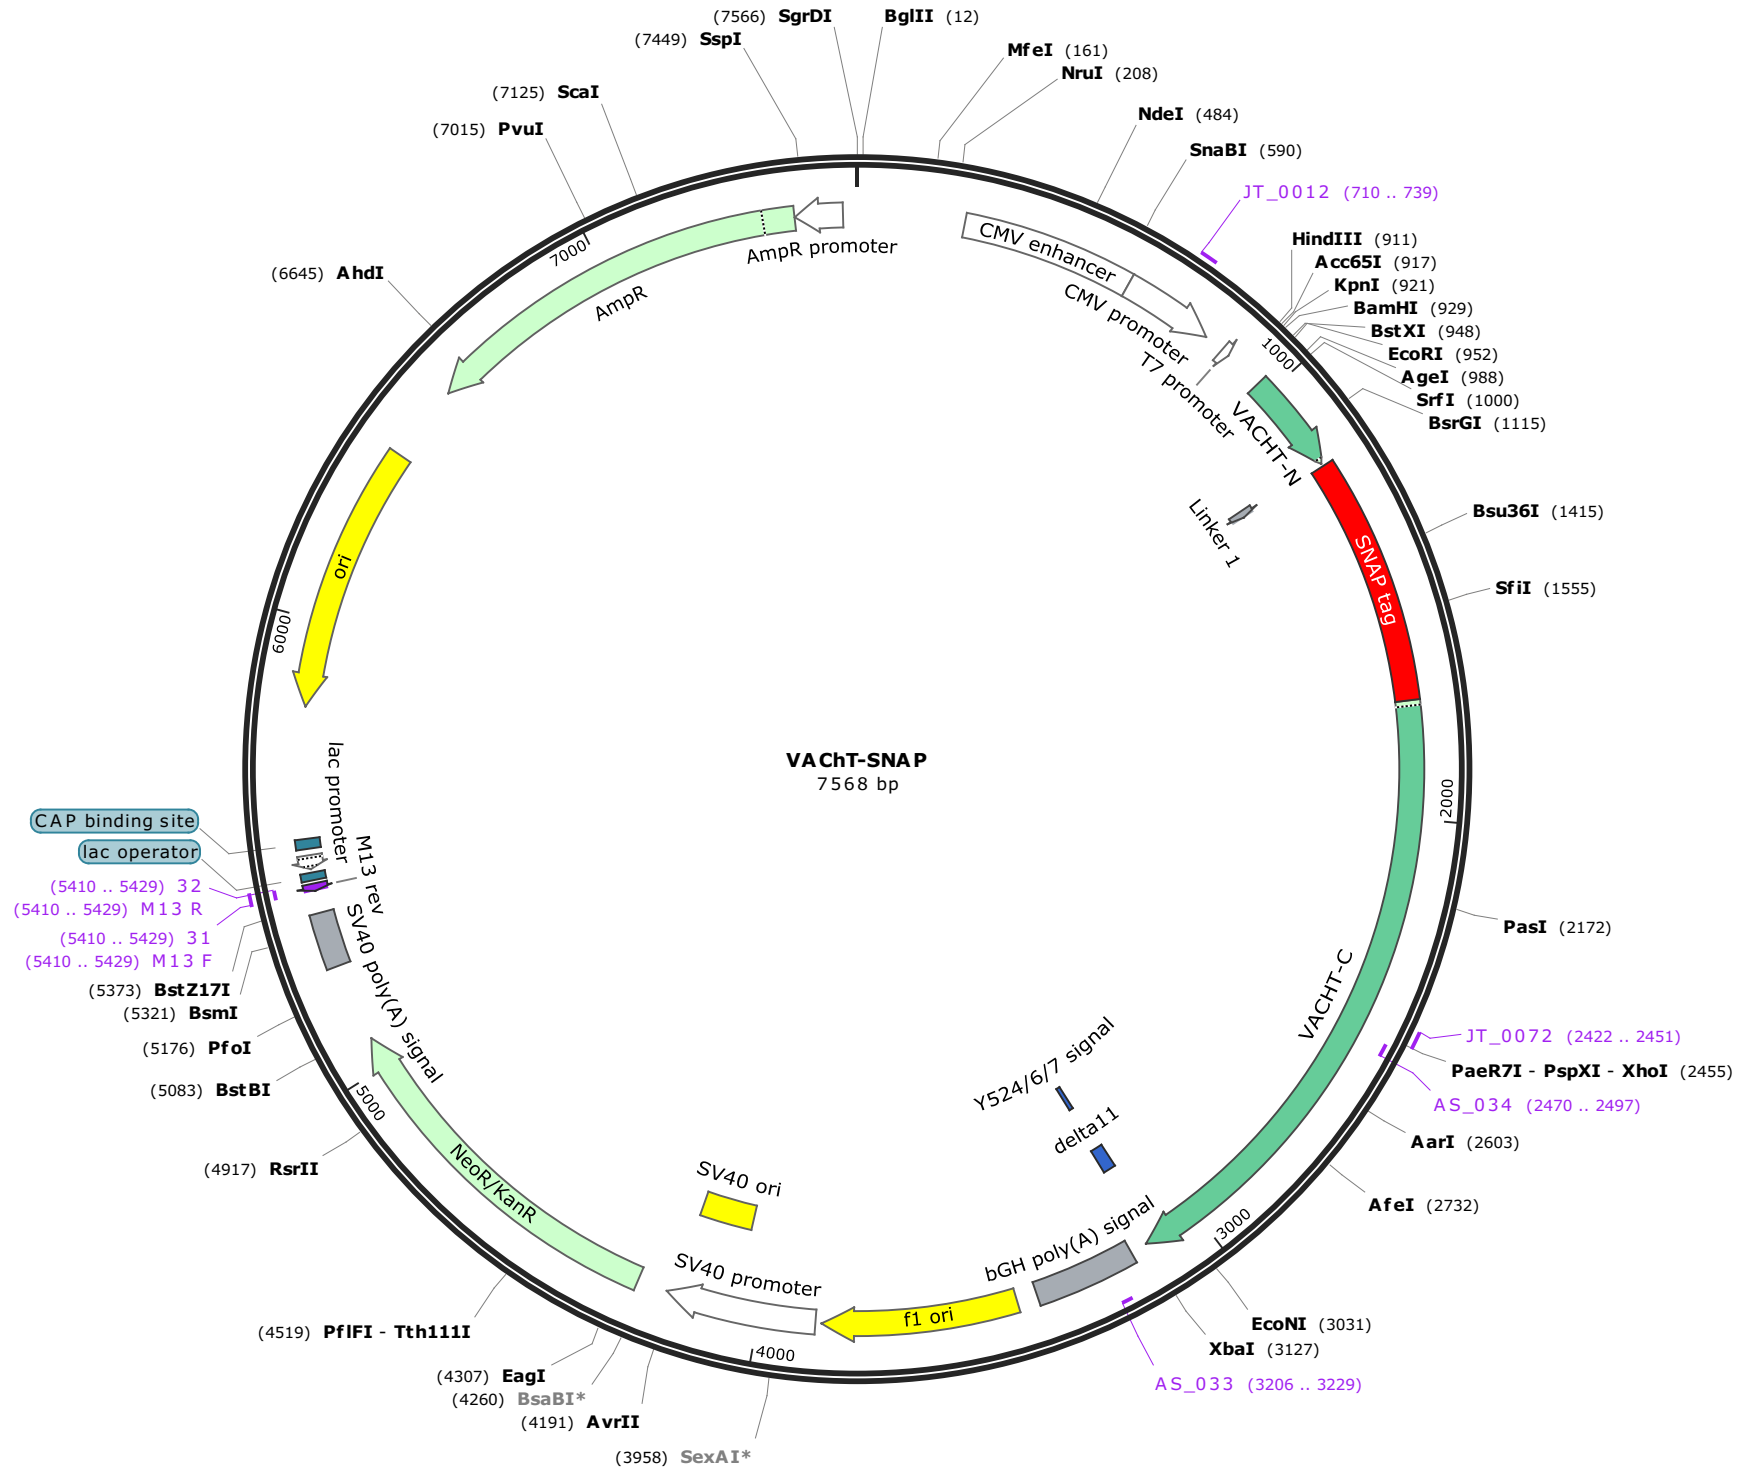 (7566) SgrDI
BglII (12)
(7449) SspI
MfeI (161)
NruI (208)
(7125) ScaI
NdeI (484)
(7015) PvuI
SnaBI (590)
JT_0012 (710 .. 739)
HindIII (911)
Acc65I (917)
KpnI (921)
BamHI (929)
BstXI (948)
EcoRI (952)
AgeI (988)
SrfI (1000)
BsrGI (1115)
(6645) AhdI
7000
AmpR promoter
AmpR
CMV enhancer
CMV promoter
T7 promoter
1000
VACHT-N
Linker 1
Bsu36I (1415)
SNAP tag
SfiI (1555)
ori
6000
VAChT-SNAP
7568 bp
2000
lac promoter
CAP binding site
lac operator
M13 rev
(5410 .. 5429) 32
(5410 .. 5429) M13 R
(5410 .. 5429) 31
(5410 .. 5429) M13 F
SV40 poly(A) signal
PasI (2172)
VACHT-C
(5373) BstZ17I
(5321) BsmI
(5176) PfoI
(5083) BstBI
5000
(4917) RsrII
JT_0072 (2422 .. 2451)
PaeR7I - PspXI - XhoI (2455)
AS_034 (2470 .. 2497)
AarI (2603)
AfeI (2732)
Y524/6/7 signal
delta11
NeoR/KanR
SV40 ori
SV40 promoter
f1 ori
bGH poly(A) signal
3000
EcoNI (3031)
XbaI (3127)
AS_033 (3206 .. 3229)
4000
(4519) PflFI - Tth111I
(4307) EagI
(4260) BsaBI*
(4191) AvrII
(3958) SexAI*